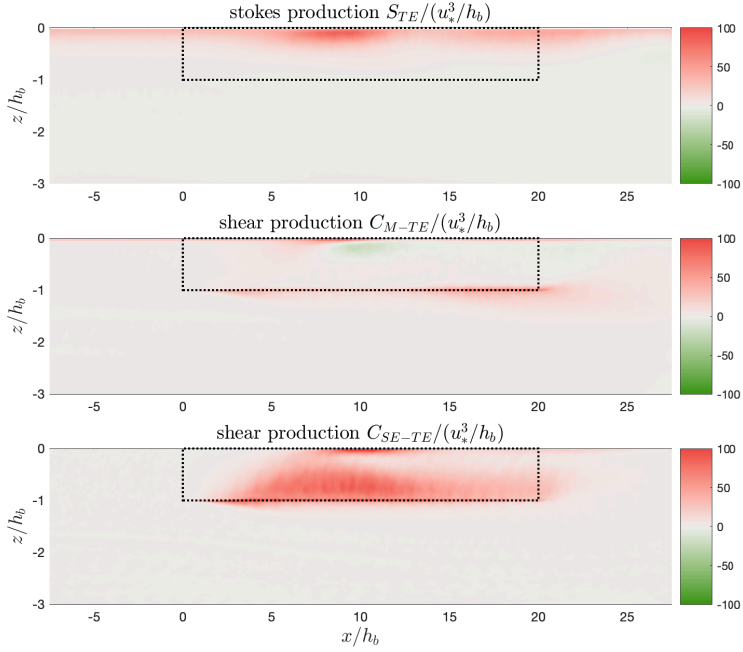 stokes production S_{TE}/(u_*^3/h_b)
0
-1
-2
-3
z/h_b
-5 0 5 10 15 20 25
100
50
0
-50
-100
shear production C_{M-TE}/(u_*^3/h_b)
0
-1
-2
-3
z/h_b
-5 0 5 10 15 20 25
100
50
0
-50
-100
shear production C_{SE-TE}/(u_*^3/h_b)
0
-1
-2
-3
z/h_b
-5 0 5 10 15 20 25
x/h_b
100
50
0
-50
-100